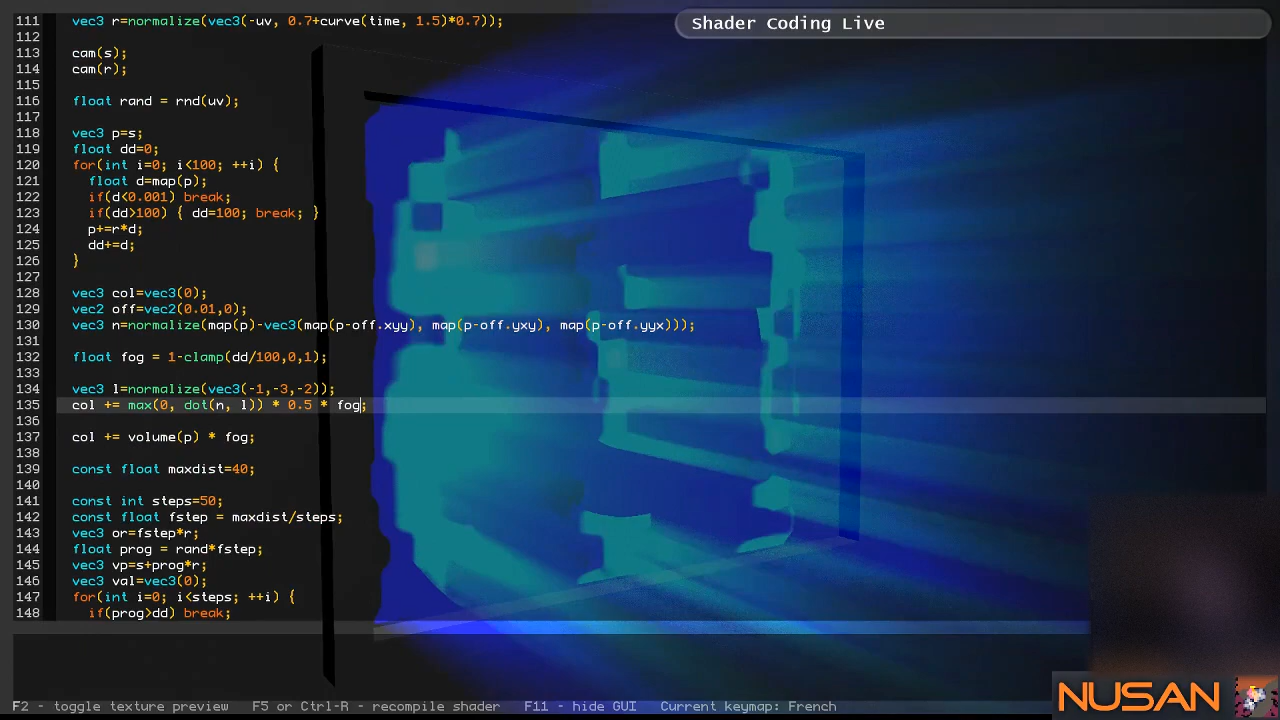 Shader Coding Live
111 vec3 r=normalize(vec3(-uv, 0.7+curve(time, 1.5)*0.7));
112
113 cam(s);
114 cam(r);
115
116 float rand = rnd(uv);
117
118 vec3 p=s;
119 float dd=0;
120 for(int i=0; i<100; ++i) {
121 float d=map(p);
122 if(d<0.001) break;
123 if(dd>100) { dd=100; break; }
124 p+=r*d;
125 dd+=d;
126 }
127
128 vec3 col=vec3(0);
129 vec2 off=vec2(0.01,0);
130 vec3 n=normalize(map(p)-vec3(map(p-off.xyy), map(p-off.yxy), map(p-off.yyx)));
131
132 float fog = 1-clamp(dd/100,0,1);
133
134 vec3 l=normalize(vec3(-1,-3,-2));
135 col += max(0, dot(n, l)) * 0.5 * fog;
136
137 col += volume(p) * fog;
138
139 const float maxdist=40;
140
141 const int steps=50;
142 const float fstep = maxdist/steps;
143 vec3 or=fstep*r;
144 float prog = rand*fstep;
145 vec3 vp=s+prog*r;
146 vec3 val=vec3(0);
147 for(int i=0; i<steps; ++i) {
148 if(prog>dd) break;
F2 - toggle texture preview F5 or Ctrl-R - recompile shader F11 - hide GUI Current keymap: French
NUSAN